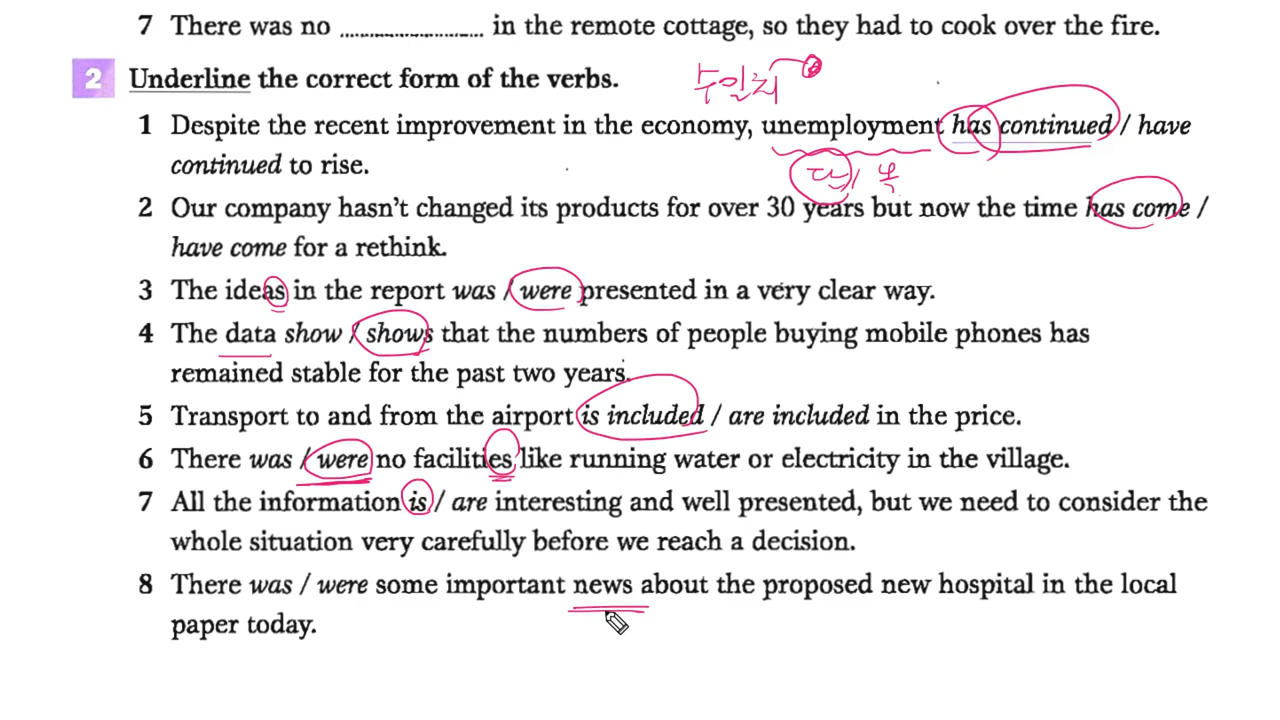 7 There was no ........................ in the remote cottage, so they had to cook over the fire.
2 Underline the correct form of the verbs.
수일치
1 Despite the recent improvement in the economy, unemployment has continued / have
continued to rise.
단 / 복
2 Our company hasn't changed its products for over 30 years but now the time has come /
have come for a rethink.
3 The ideas in the report was / were presented in a very clear way.
4 The data show / shows that the numbers of people buying mobile phones has
remained stable for the past two years.
5 Transport to and from the airport is included / are included in the price.
6 There was / were no facilities like running water or electricity in the village.
7 All the information is / are interesting and well presented, but we need to consider the
whole situation very carefully before we reach a decision.
8 There was / were some important news about the proposed new hospital in the local
paper today.